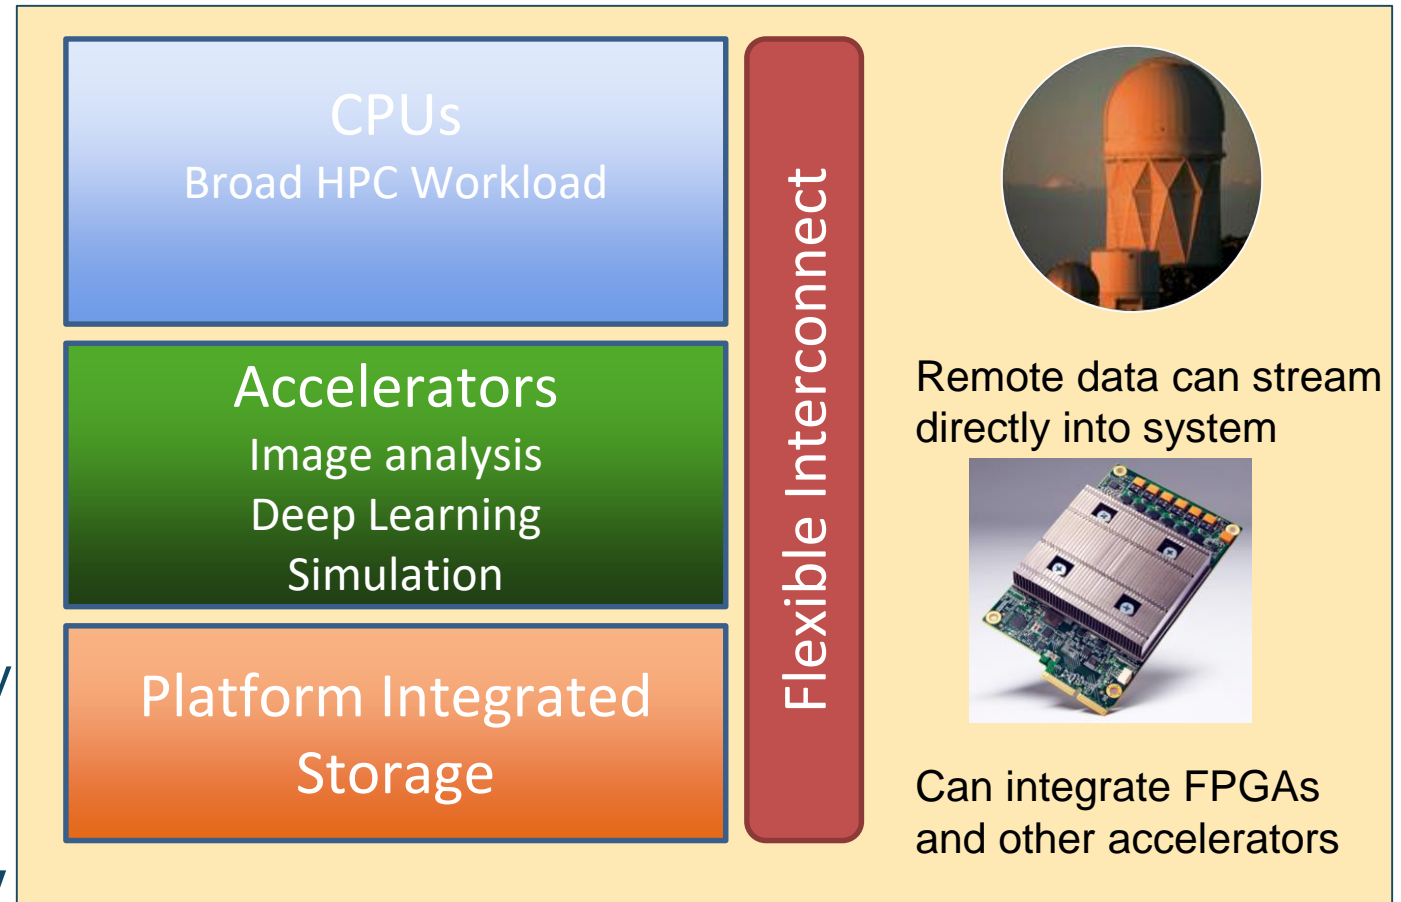 CPUs
Broad HPC Workload
Accelerators
Image analysis
Deep Learning
Simulation
Platform Integrated
Storage
Flexible Interconnect
Remote data can stream
directly into system
Can integrate FPGAs
and other accelerators